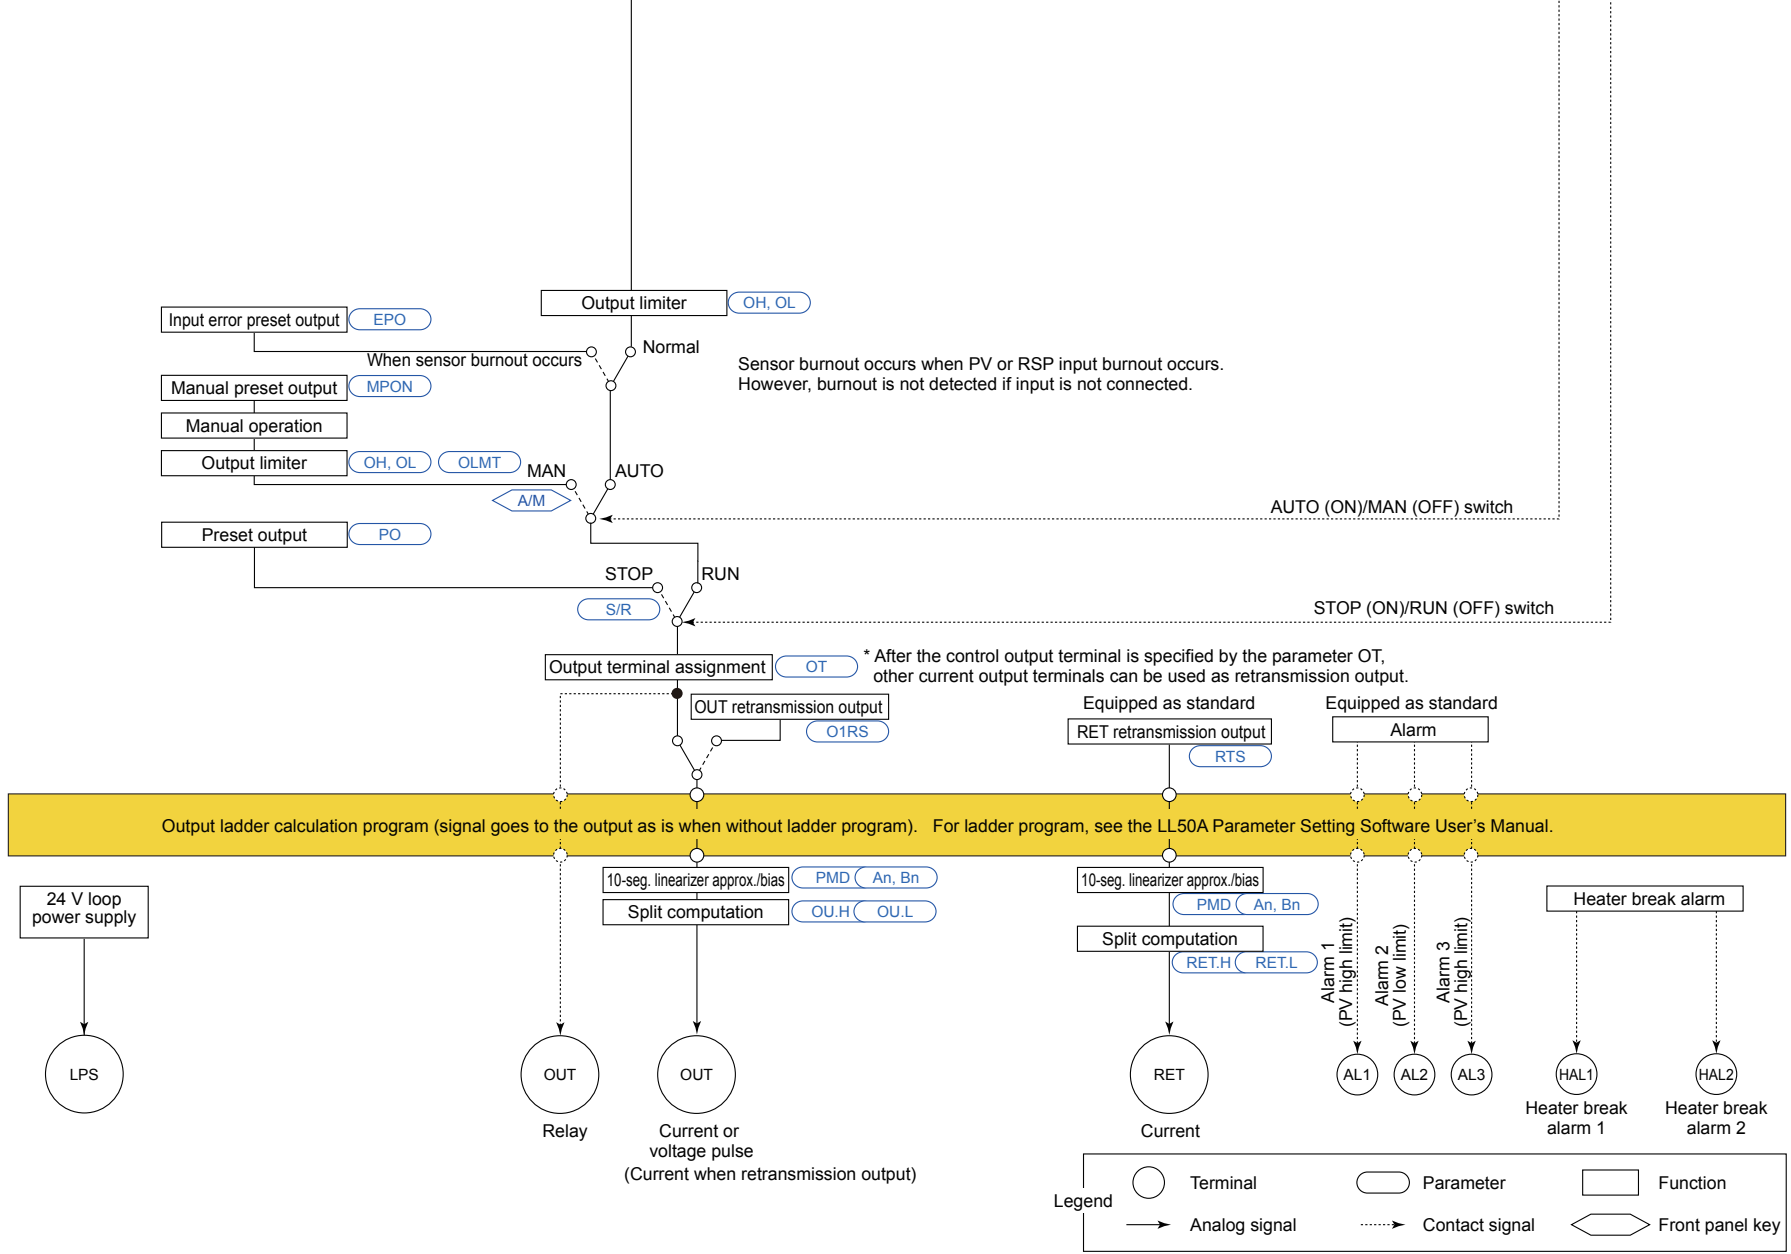 Output limiter OH, OL
Input error preset output EPO
Normal
When sensor burnout occurs
Sensor burnout occurs when PV or RSP input burnout occurs.
However, burnout is not detected if input is not connected.
Manual preset output MPON
Manual operation
Output limiter OH, OL OLMT
MAN AUTO
A/M
AUTO (ON)/MAN (OFF) switch
Preset output PO
STOP RUN
S/R
STOP (ON)/RUN (OFF) switch
Output terminal assignment OT
* After the control output terminal is specified by the parameter OT,
other current output terminals can be used as retransmission output.
OUT retransmission output
O1RS
Equipped as standard
RET retransmission output
RTS
Equipped as standard
Alarm
Output ladder calculation program (signal goes to the output as is when without ladder program). For ladder program, see the LL50A Parameter Setting Software User's Manual.
24 V loop
power supply
10-seg. linearizer approx./bias PMD An, Bn
Split computation OU.H OU.L
10-seg. linearizer approx./bias
PMD An, Bn
Split computation
RET.H RET.L
Alarm 1
(PV high limit)
Alarm 2
(PV low limit)
Alarm 3
(PV high limit)
Heater break alarm
LPS
OUT
OUT
RET
AL1
AL2
AL3
HAL1
HAL2
Relay
Current or
voltage pulse
(Current when retransmission output)
Current
Heater break
alarm 1
Heater break
alarm 2
Legend
Terminal
Parameter
Function
Analog signal
Contact signal
Front panel key